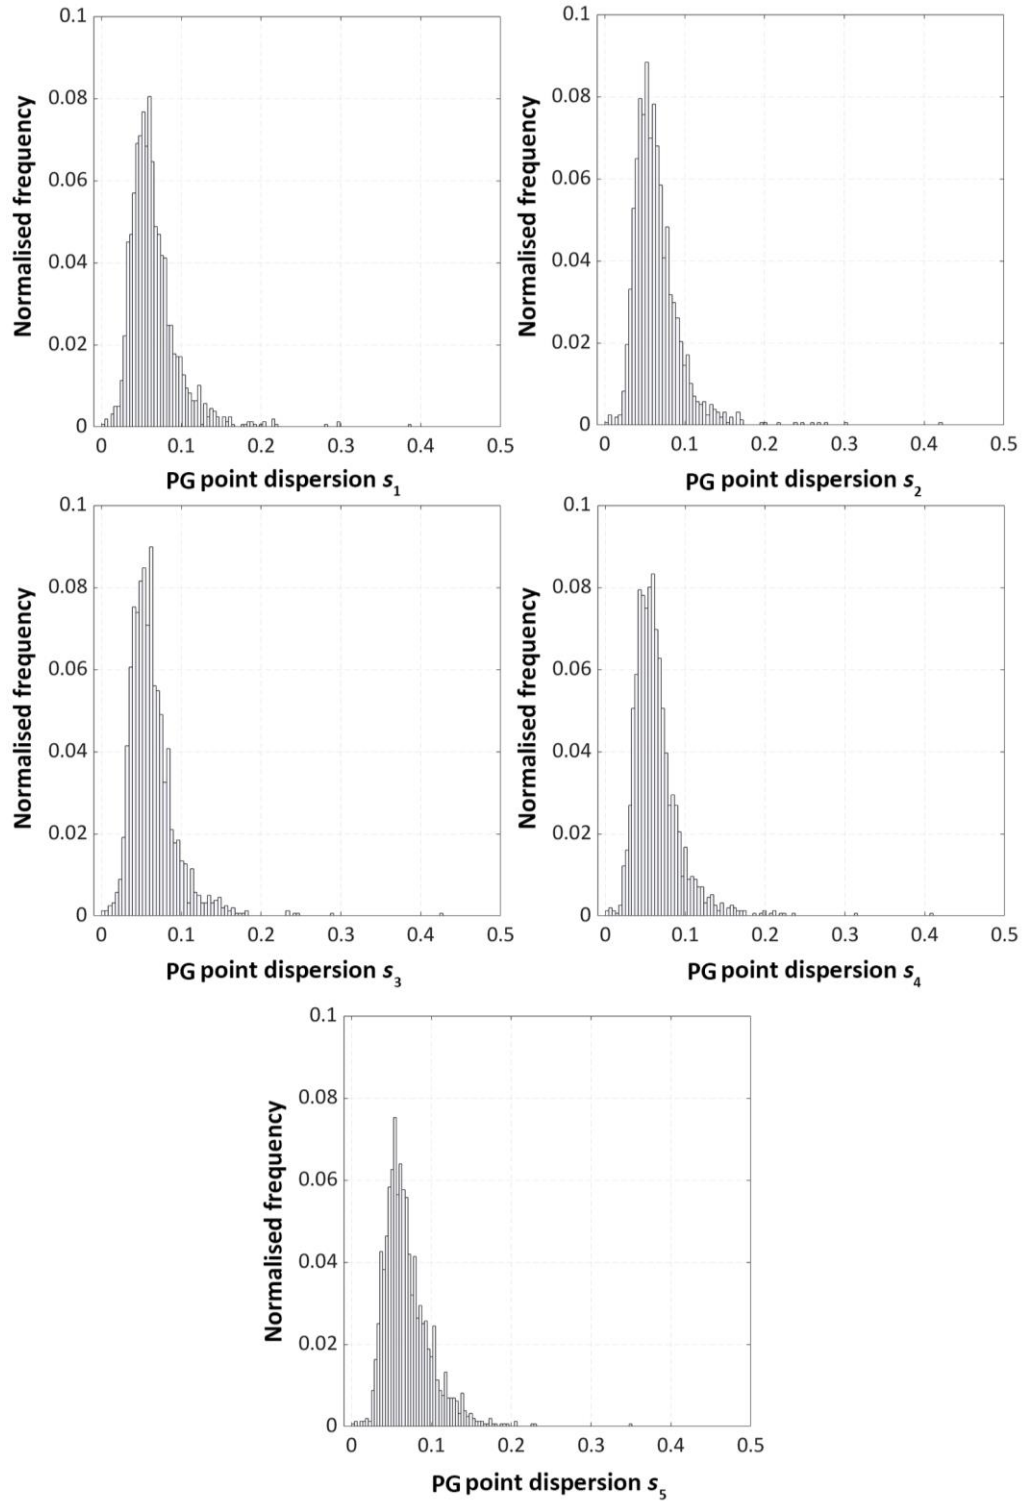 0.1
0.08
0.06
0.04
0.02
0
Normalised frequency
0 0.1 0.2 0.3 0.4 0.5
PG point dispersion s1
0.1
0.08
0.06
0.04
0.02
0
Normalised frequency
0 0.1 0.2 0.3 0.4 0.5
PG point dispersion s2
0.1
0.08
0.06
0.04
0.02
0
Normalised frequency
0 0.1 0.2 0.3 0.4 0.5
PG point dispersion s3
0.1
0.08
0.06
0.04
0.02
0
Normalised frequency
0 0.1 0.2 0.3 0.4 0.5
PG point dispersion s4
0.1
0.08
0.06
0.04
0.02
0
Normalised frequency
0 0.1 0.2 0.3 0.4 0.5
PG point dispersion s5